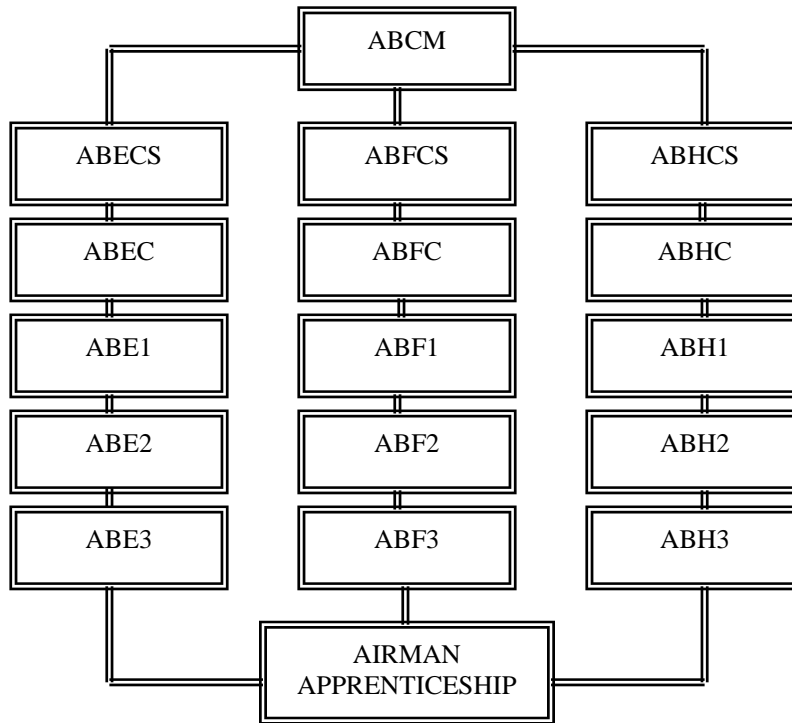 ABCM
ABECS
ABFCS
ABHCS
ABEC
ABFC
ABHC
ABE1
ABF1
ABH1
ABE2
ABF2
ABH2
ABE3
ABF3
ABH3
AIRMAN
APPRENTICESHIP